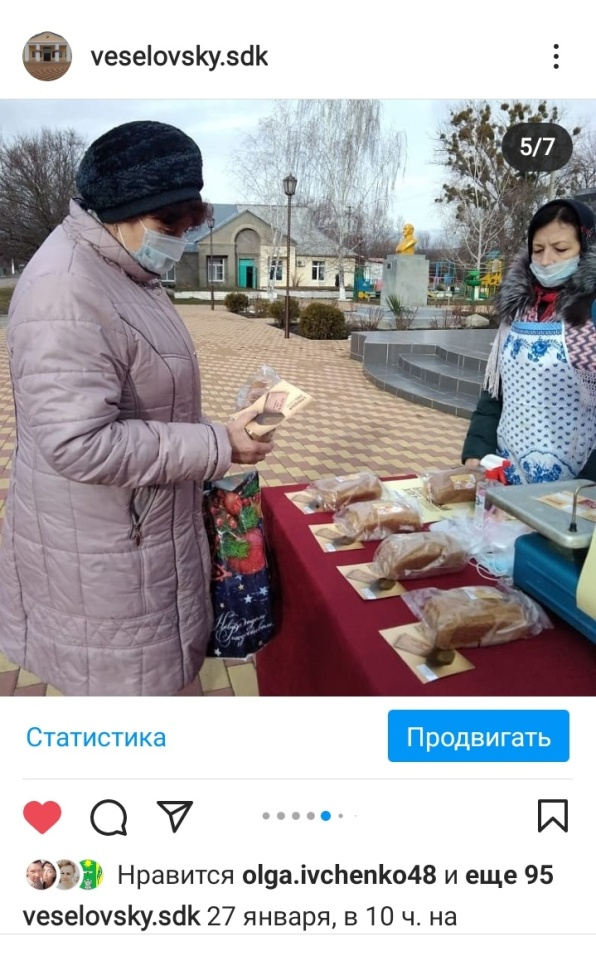 veselovsky.sdk
5/7
Статистика
Продвигать
Нравится olga.ivchenko48 и еще 95
veselovsky.sdk 27 января, в 10 ч. на